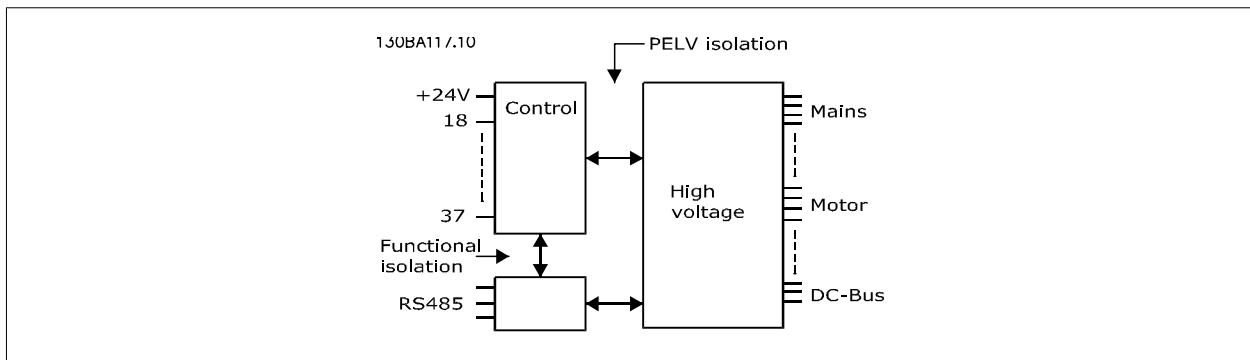 130BA117.10
PELV isolation
+24V
Control
18
Mains
High
voltage
37
Motor
Functional
isolation
RS485
DC-Bus